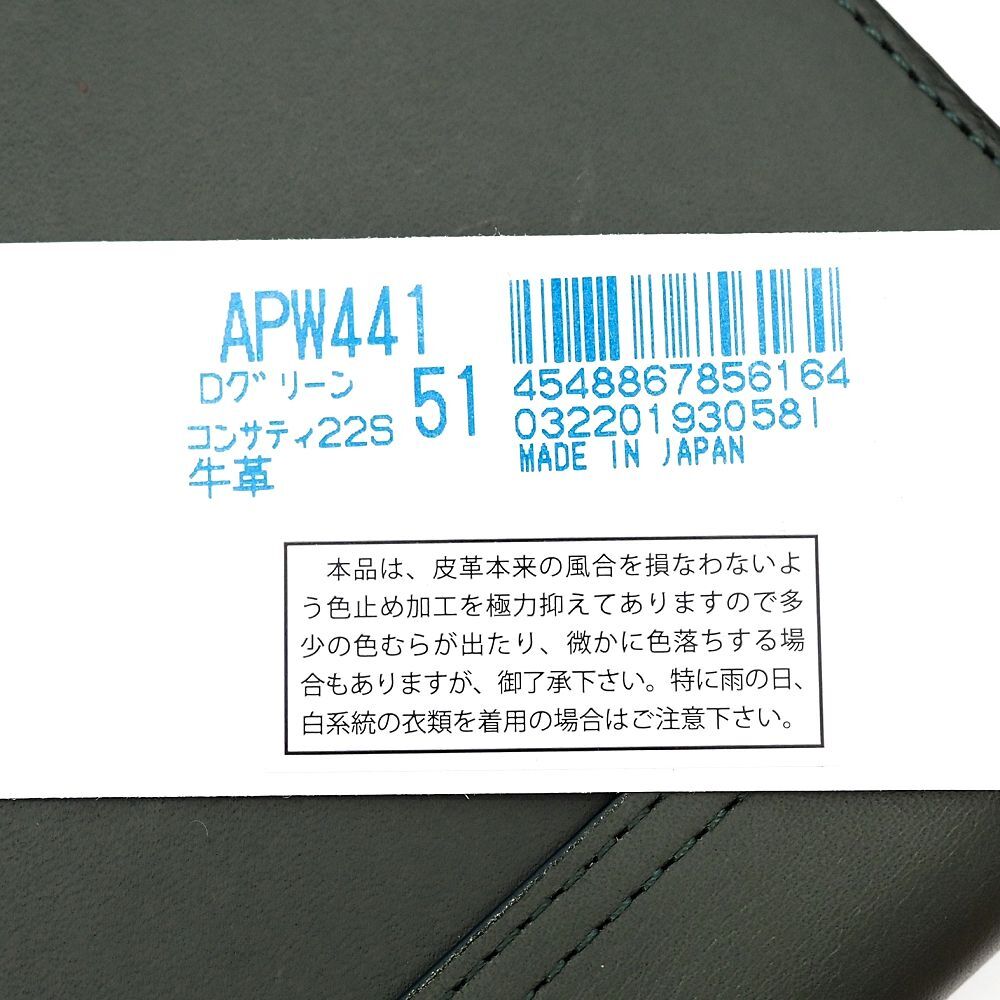 APW441
Dグリーン
51
コンサティ22S
牛革
4548867856164
0322019305 81
MADE IN JAPAN
本品は、皮革本来の風合を損なわないよ
う色止め加工を極力抑えてありますので多
少の色むらが出たり、微かに色落ちする場
合もありますが、御了承下さい。特に雨の日、
白系統の衣類を着用の場合はご注意下さい。